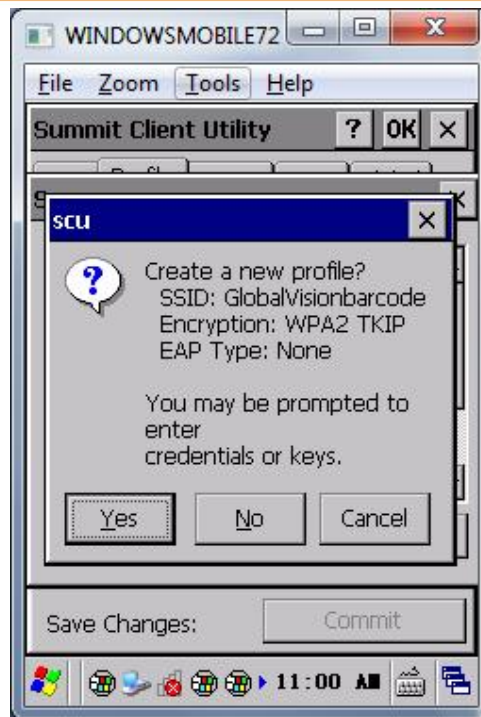 WINDOWSMOBILE72
File Zoom Tools Help
Summit Client Utility ? OK
scu
Create a new profile?
SSID: GlobalVisionbarcode
Encryption: WPA2 TKIP
EAP Type: None
You may be prompted to
enter
credentials or keys.
Yes No Cancel
Save Changes: Commit
11:00 AM